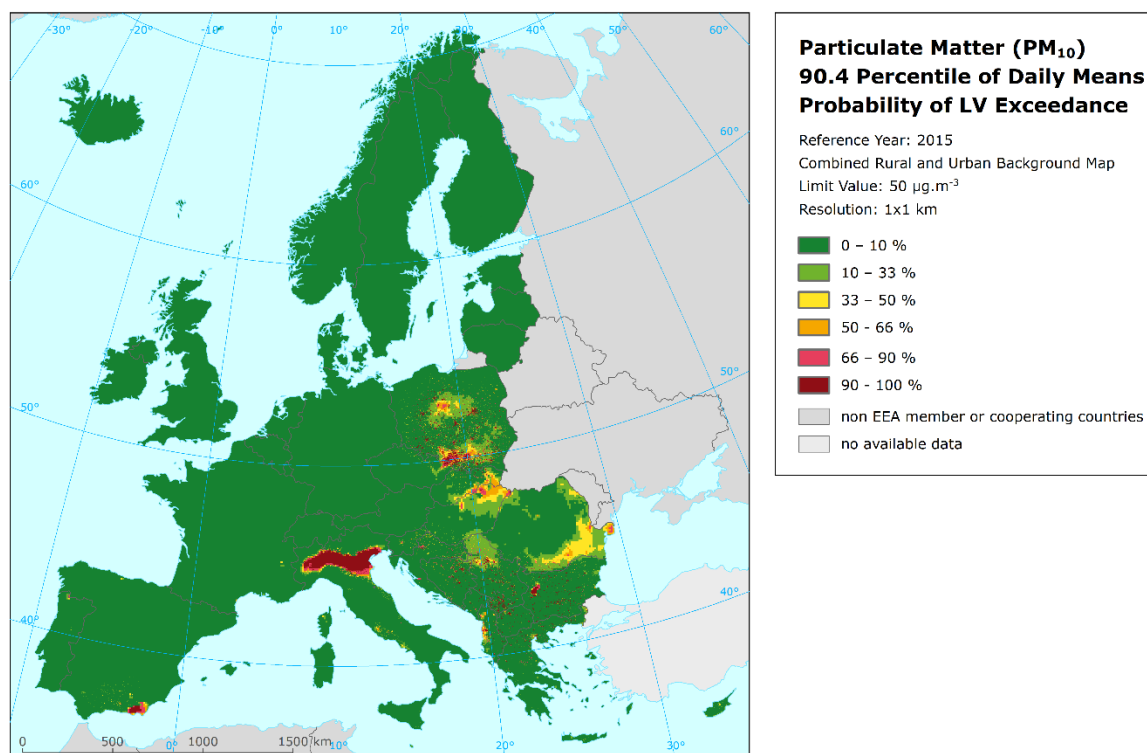 -30° -20° -10° 0° 10° 20° 30° 40° 50° 60°
60°
60°
50°
50°
40°
40°
0 500 1000 1500 km
0° 10° 20° 30°
Particulate Matter (PM₁₀)
90.4 Percentile of Daily Means
Probability of LV Exceedance
Reference Year: 2015
Combined Rural and Urban Background Map
Limit Value: 50 µg.m⁻³
Resolution: 1x1 km
0 – 10 %
10 – 33 %
33 – 50 %
50 - 66 %
66 – 90 %
90 - 100 %
non EEA member or cooperating countries
no available data